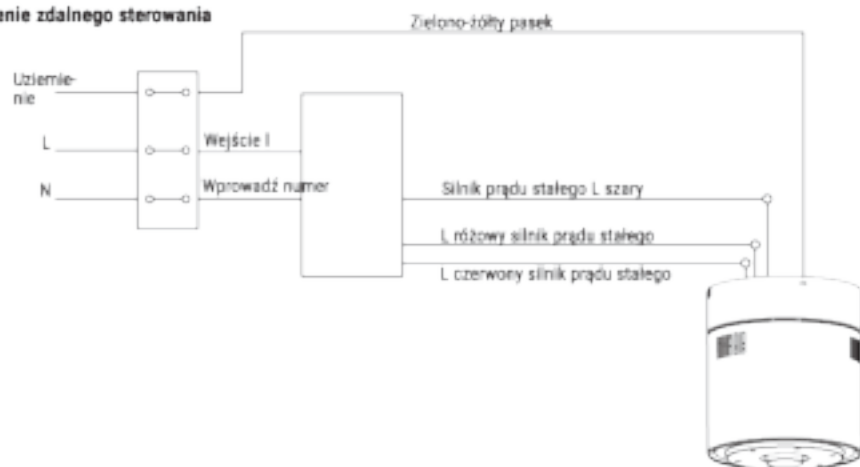 enie zdalnego sterowania
Zielono-żółty pasek
Uziemie-
nie
L
Wejście l
N
Wprowadź numer
Silnik prądu stałego L szary
L różowy silnik prądu stałego
L czerwony silnik prądu stałego